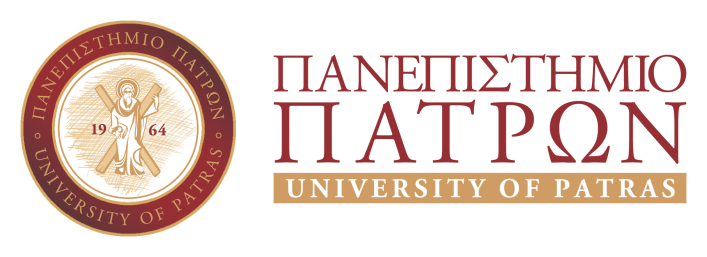 ΠΑΝΕΠΙΣΤΗΜΙΟ ΠΑΤΡΩΝ
19 64
UNIVERSITY OF PATRAS
ΠΑΝΕΠΙΣΤΗΜΙΟ
ΠΑΤΡΩΝ
UNIVERSITY OF PATRAS